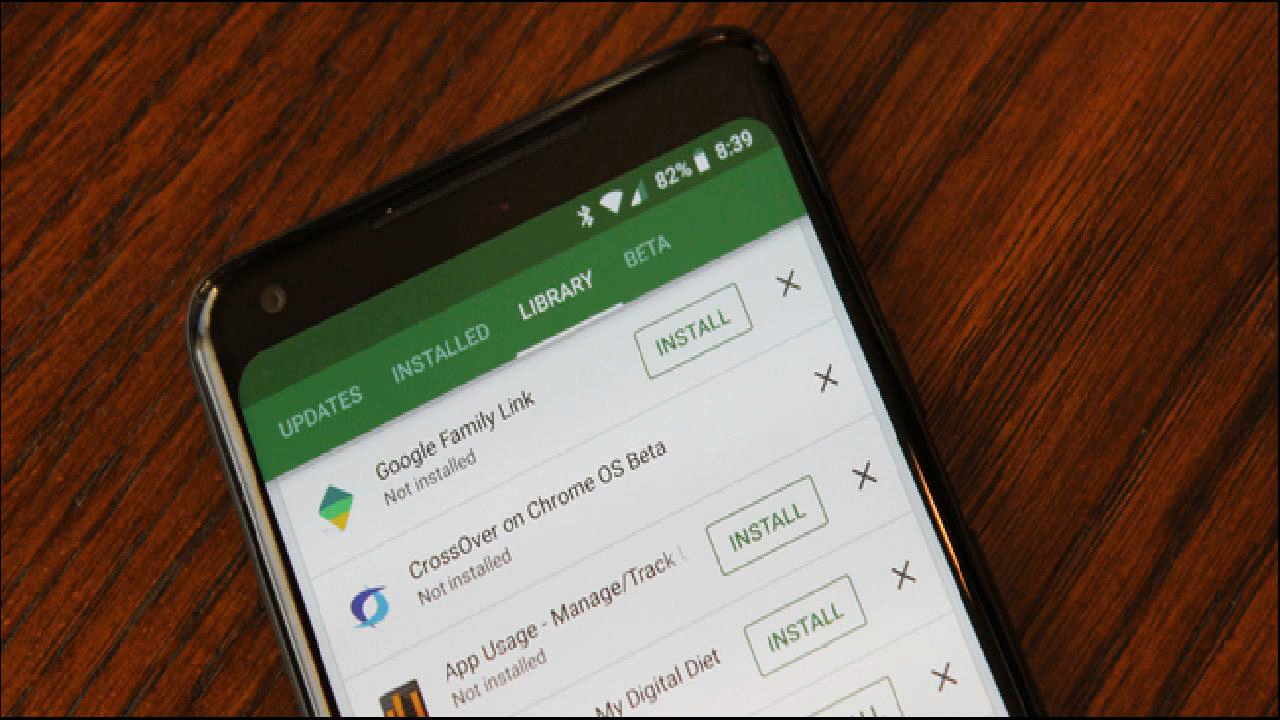 82% 8:39
UPDATES INSTALLED LIBRARY BETA
Google Family Link
Not installed
INSTALL
CrossOver on Chrome OS Beta
Not installed
App Usage - Manage/Track
Not installed
INSTALL
My Digital Diet
INSTALL